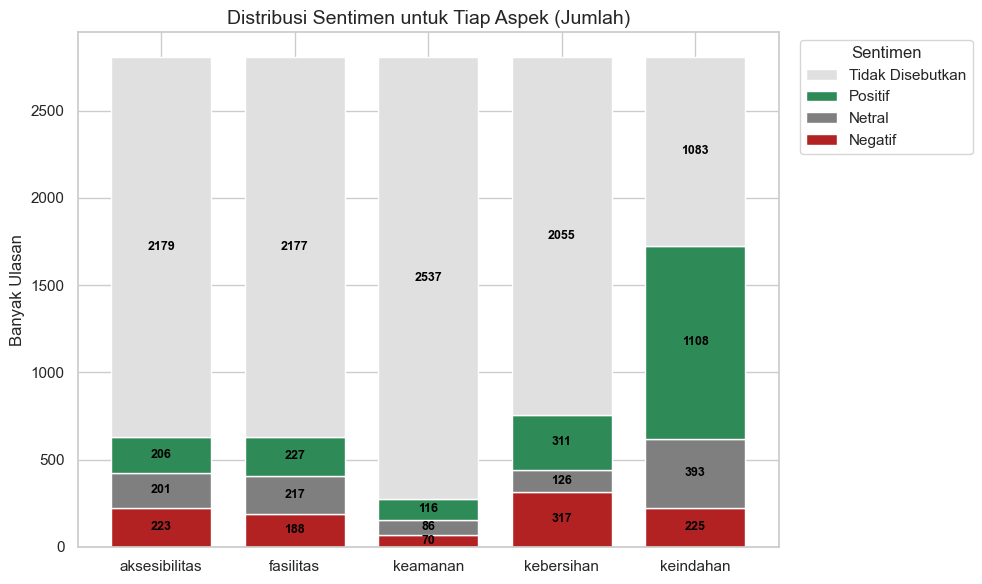 Distribusi Sentimen untuk Tiap Aspek (Jumlah)
Sentimen
Tidak Disebutkan
Positif
Netral
Negatif
Banyak Ulasan
2500
2000
1500
1000
500
0
2179
206
201
223
2177
227
217
188
2537
116
86
70
2055
311
126
317
1083
1108
393
225
aksesibilitas
fasilitas
keamanan
kebersihan
keindahan